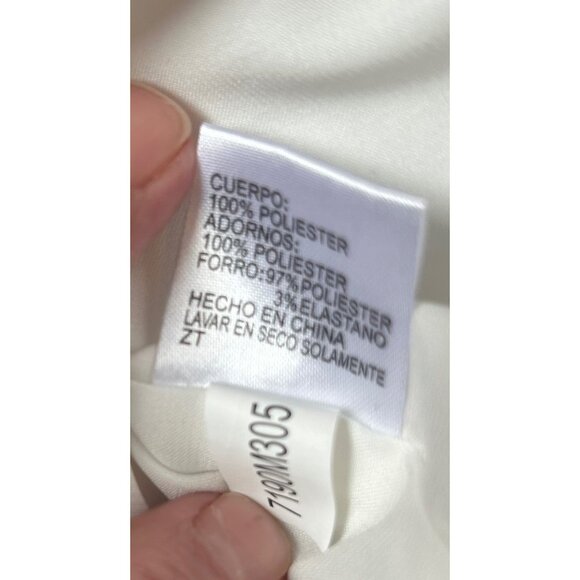 CUERPO:
100% POLIESTER
ADORNOS:
100% POLIESTER
FORRO:97% POLIESTER
3% ELASTANO
HECHO EN CHINA
LAVAR EN SECO SOLAMENTE
ZT
7190M305